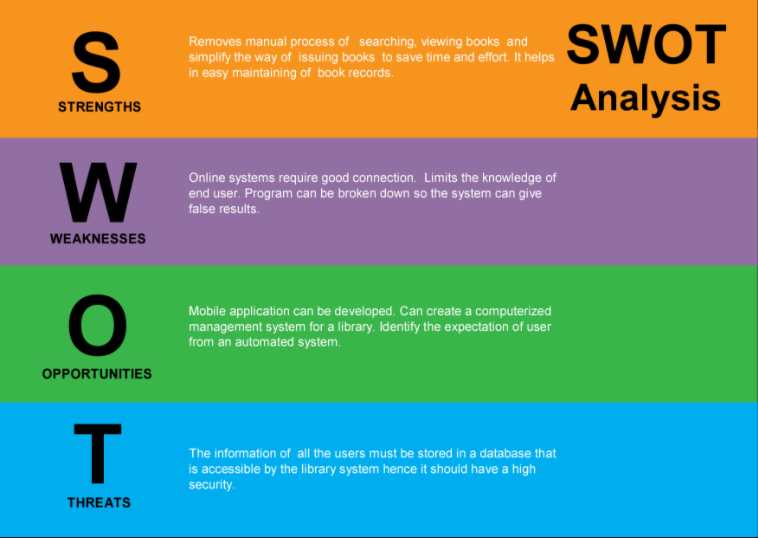 SWOT
Analysis
S
STRENGTHS
Removes manual process of searching, viewing books and
simplify the way of issuing books to save time and effort. It helps
in easy maintaining of book records.
W
WEAKNESSES
Online systems require good connection. Limits the knowledge of
end user. Program can be broken down so the system can give
false results.
O
OPPORTUNITIES
Mobile application can be developed. Can create a computerized
management system for a library. Identify the expectation of user
from an automated system.
T
THREATS
The information of all the users must be stored in a database that
is accessible by the library system hence it should have a high
security.